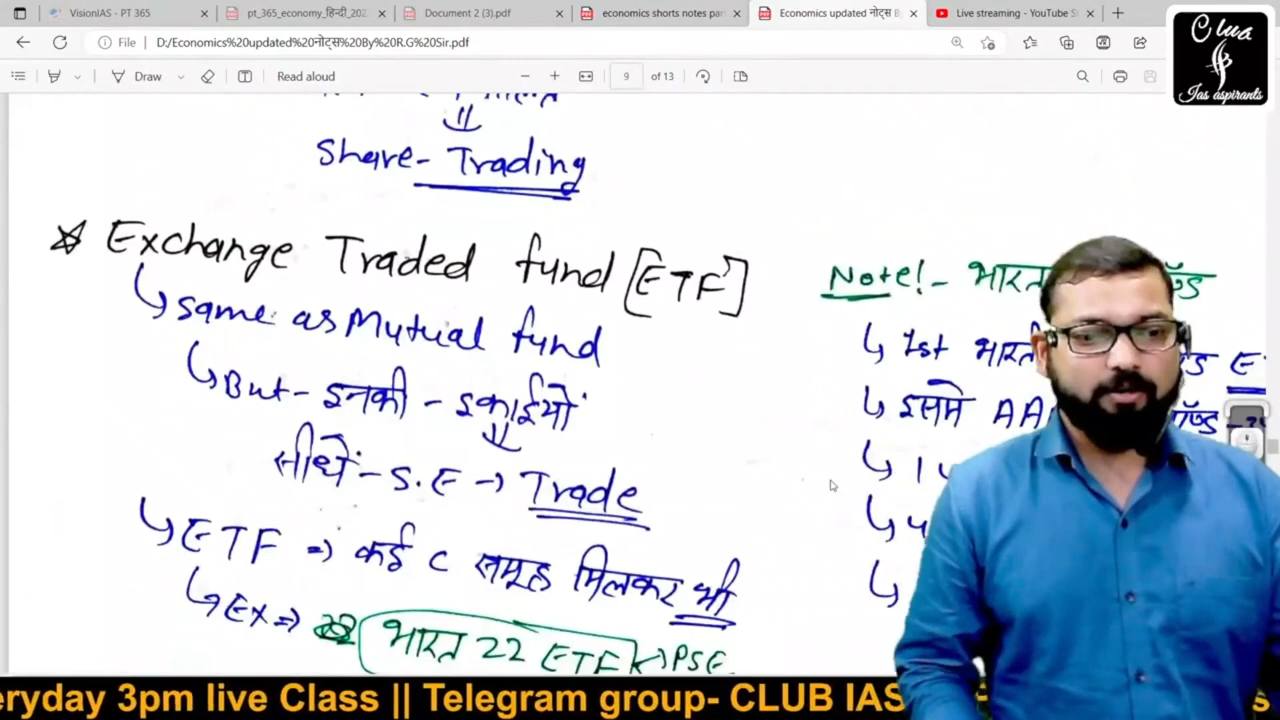 VisionIAS - PT 365
pt_365_economy_हिन्दी_202
Document 2 (3).pdf
economics shorts notes par
Economics updated नोट्स B
Live streaming - YouTube S
File D:/Economics%20updated%20नोट्स%20By%20R.G%20Sir.pdf
Draw Read aloud 9 of 13
Clua
Ias aspirants
Share- Trading
Exchange Traded fund [ETF]
same as Mutual fund
But - इनकी - इकाईयों
सीधे - S.E → Trade
ETF ⇒ कई C समूह मिलकर भी
Ex ⇒ भारत 22 ETF PSE
Note!- भारत
1st
इसमे AA
eryday 3pm live Class || Telegram group- CLUB IAS